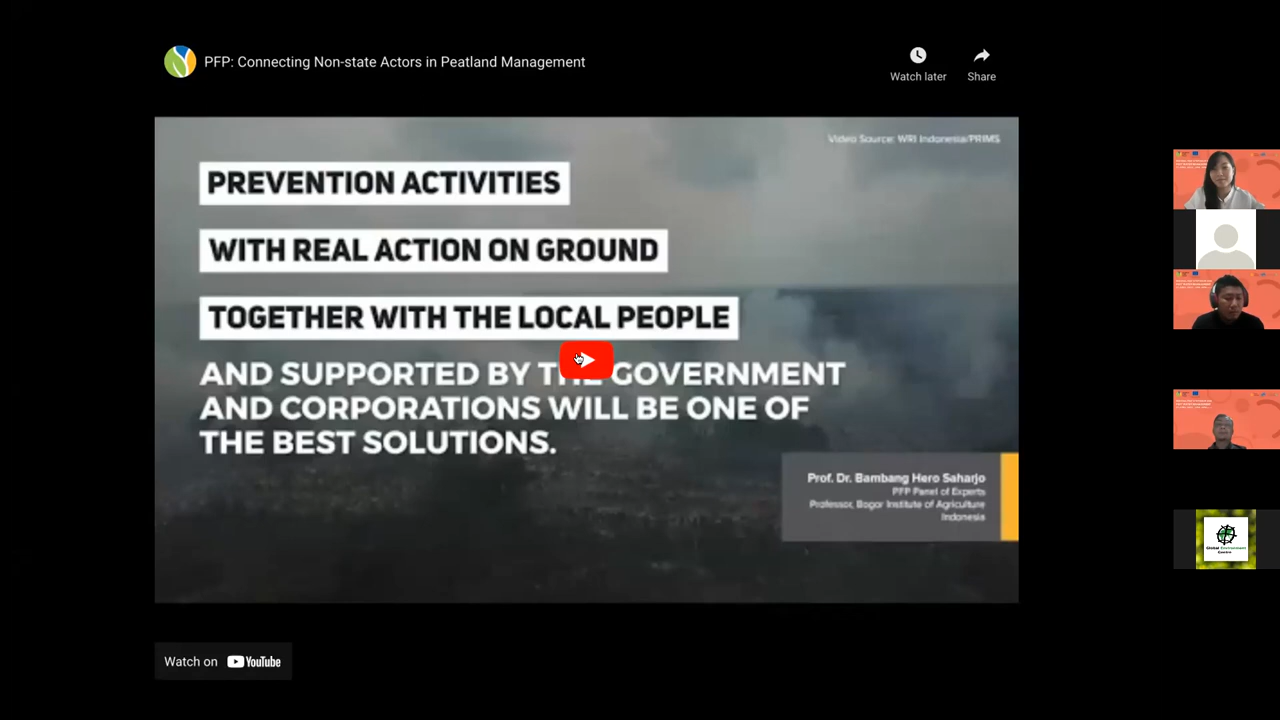 PFP: Connecting Non-state Actors in Peatland Management
Watch later
Share
Video Source: WRI Indonesia/PRIMS
PREVENTION ACTIVITIES
WITH REAL ACTION ON GROUND
TOGETHER WITH THE LOCAL PEOPLE
AND SUPPORTED BY THE GOVERNMENT
AND CORPORATIONS WILL BE ONE OF
THE BEST SOLUTIONS.
Prof. Dr. Bambang Hero Saharjo
PFP Panel of Experts
Professor, Bogor Institute of Agriculture
Indonesia
Global Environment
Centre
Watch on YouTube